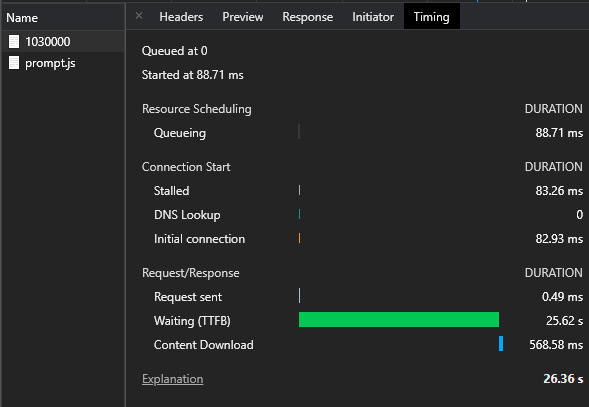 Name
× Headers Preview Response Initiator Timing
1030000
prompt.js
Queued at 0
Started at 88.71 ms
Resource Scheduling DURATION
Queueing 88.71 ms
Connection Start DURATION
Stalled 83.26 ms
DNS Lookup 0
Initial connection 82.93 ms
Request/Response DURATION
Request sent 0.49 ms
Waiting (TTFB) 25.62 s
Content Download 568.58 ms
Explanation 26.36 s